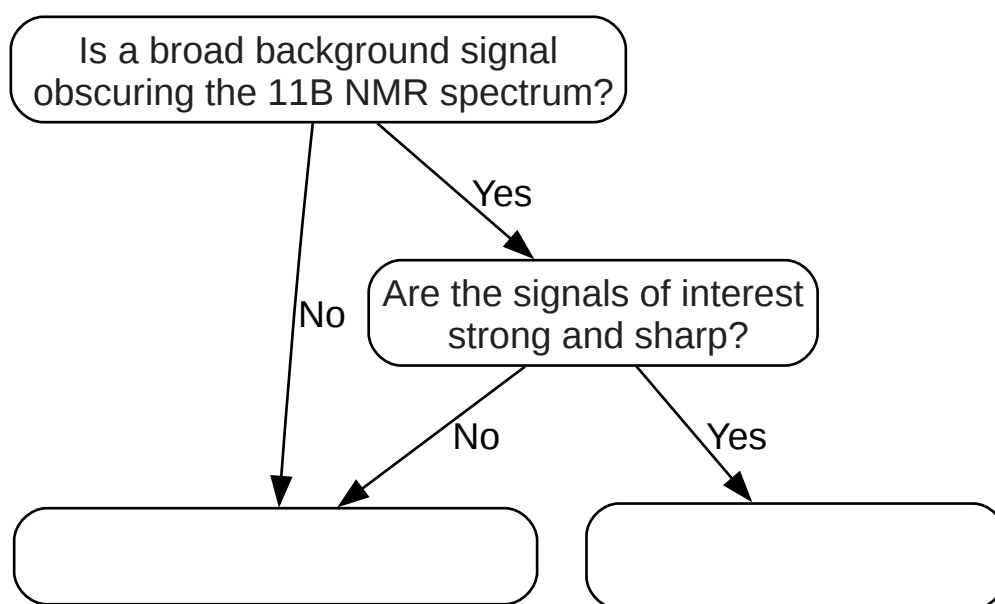 Is a broad background signal
obscuring the 11B NMR spectrum?
Yes
No
Are the signals of interest
strong and sharp?
No
Yes